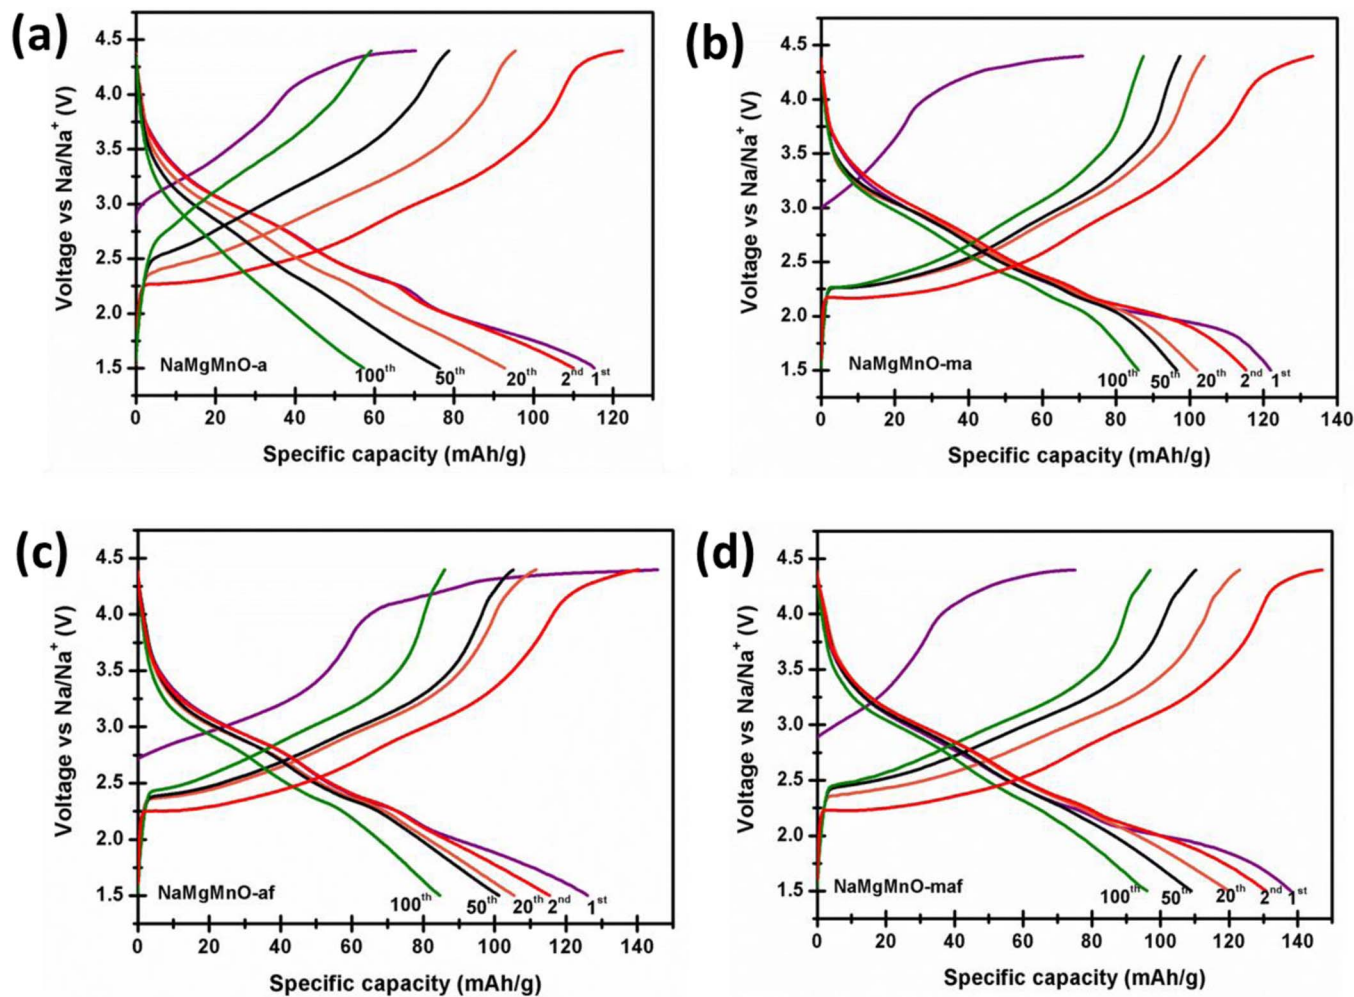 (a)
4.5
4.0
3.5
3.0
2.5
2.0
1.5
Voltage vs Na/Na⁺ (V)
NaMgMnO-a
100th 50th 20th 2nd 1st
0 20 40 60 80 100 120
Specific capacity (mAh/g)
(b)
4.5
4.0
3.5
3.0
2.5
2.0
1.5
Voltage vs Na/Na⁺ (V)
NaMgMnO-ma
100th 50th 20th 2nd 1st
0 20 40 60 80 100 120 140
Specific capacity (mAh/g)
(c)
4.5
4.0
3.5
3.0
2.5
2.0
1.5
Voltage vs Na/Na⁺ (V)
NaMgMnO-af
100th 50th 20th 2nd 1st
0 20 40 60 80 100 120 140
Specific capacity (mAh/g)
(d)
4.5
4.0
3.5
3.0
2.5
2.0
1.5
Voltage vs Na/Na⁺ (V)
NaMgMnO-maf
100th 50th 20th 2nd 1st
0 20 40 60 80 100 120 140
Specific capacity (mAh/g)